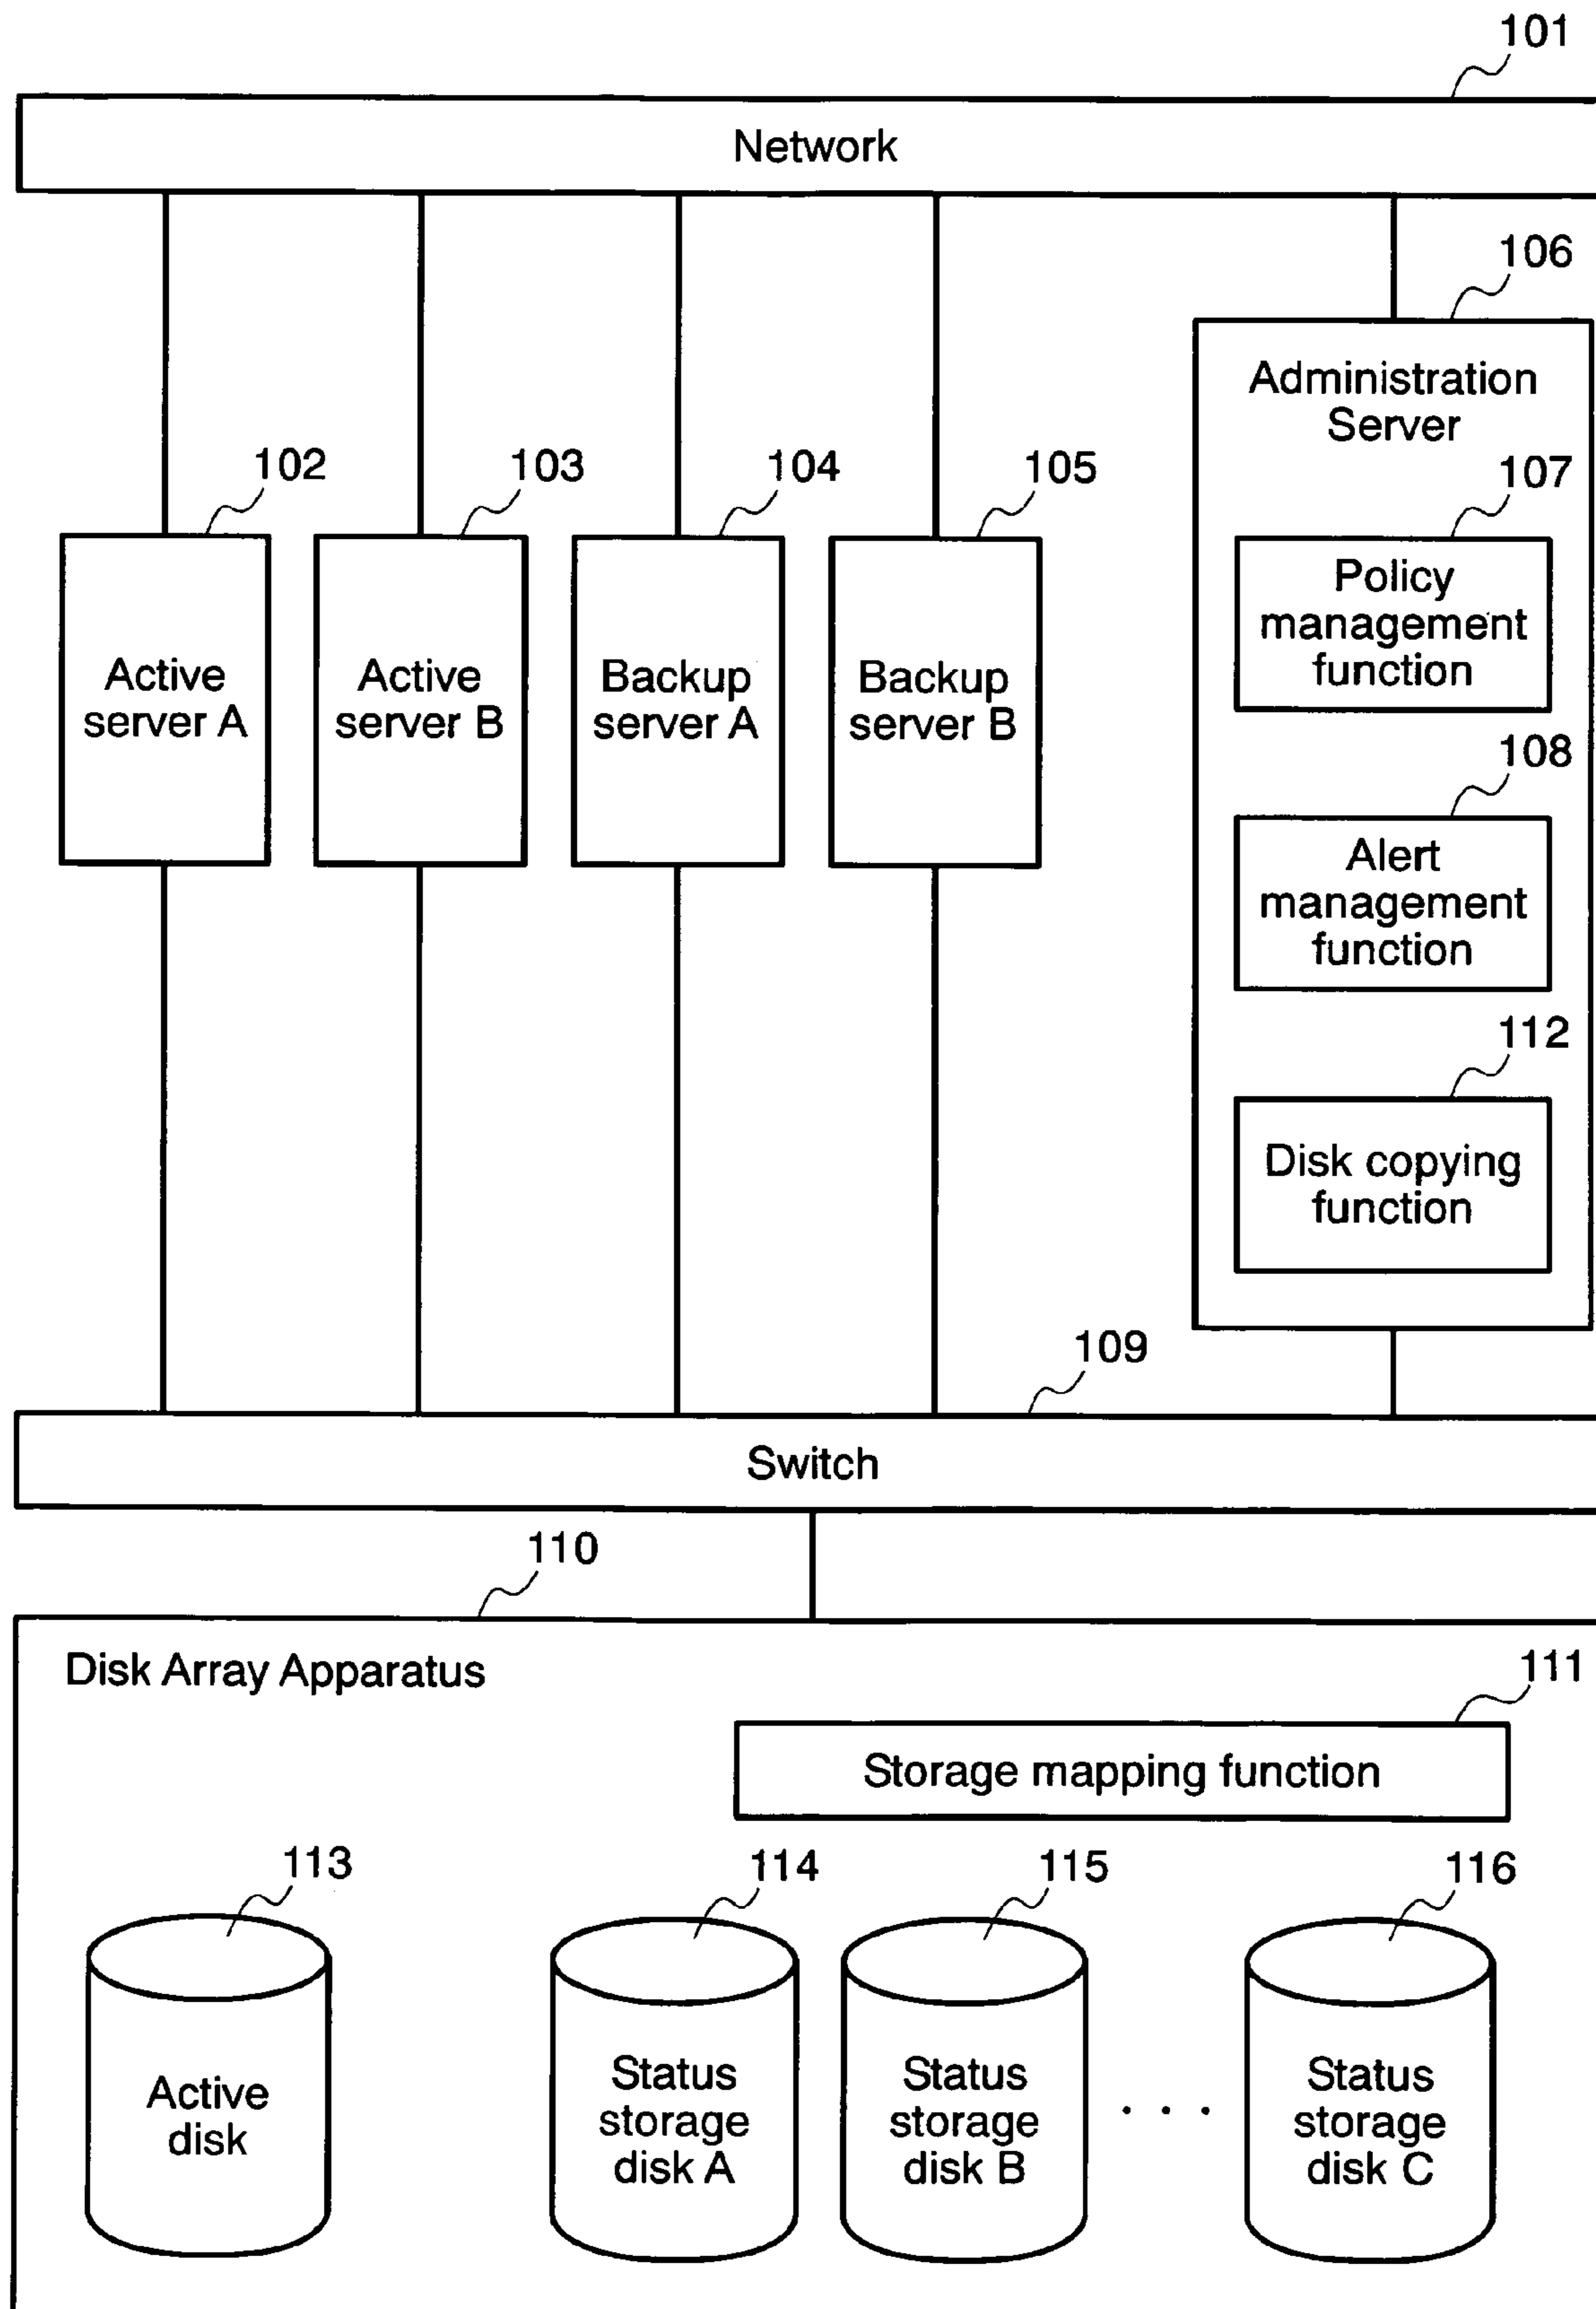 101
Network
106
Administration
Server
102
103
104
105
107
Policy
management
function
Active
server A
Active
server B
Backup
server A
Backup
server B
108
Alert
management
function
112
Disk copying
function
109
Switch
110
Disk Array Apparatus
111
Storage mapping function
113
114
115
116
Active
disk
Status
storage
disk A
Status
storage
disk B
. . .
Status
storage
disk C